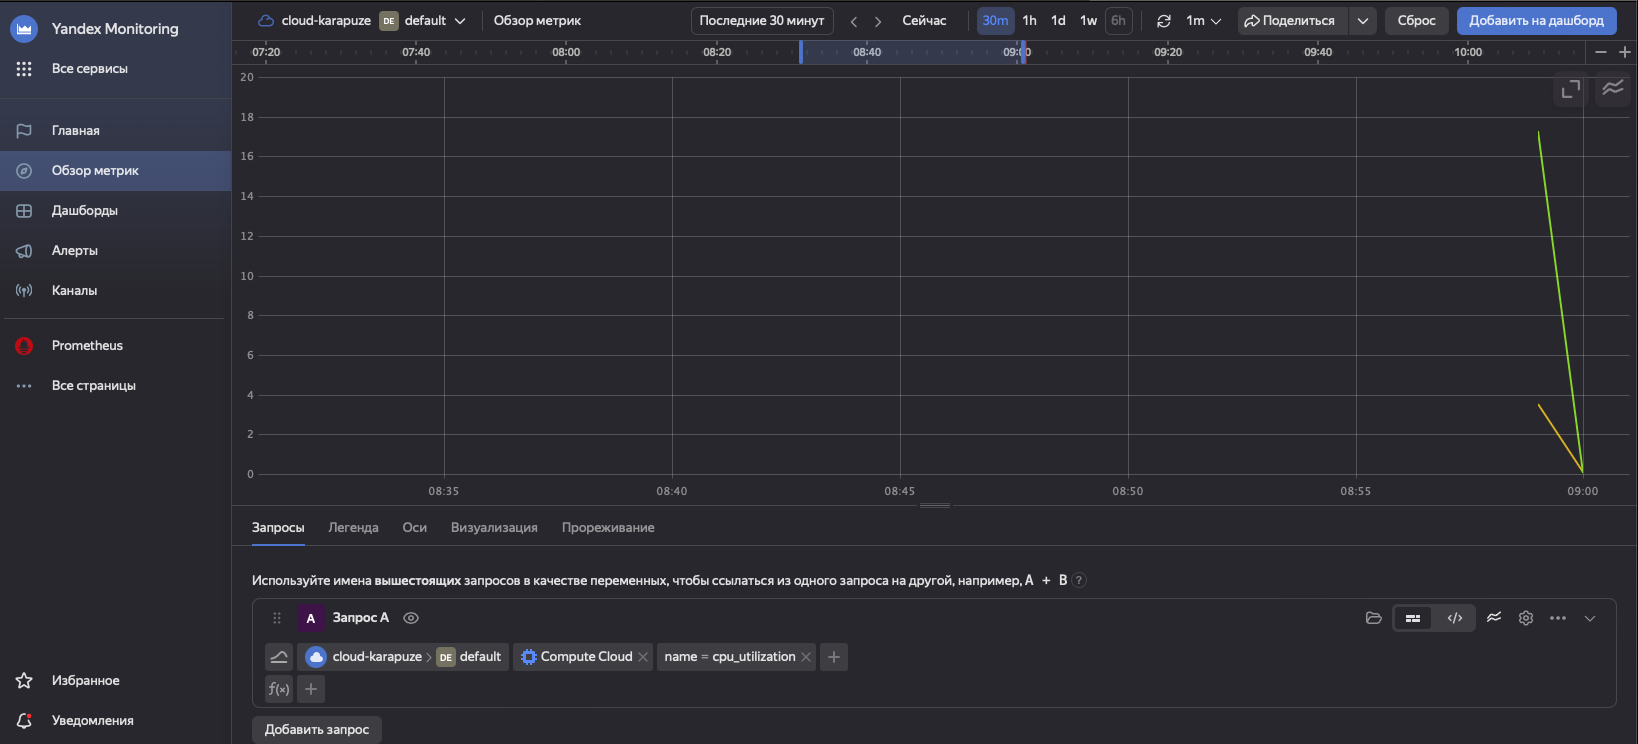 Yandex Monitoring
Все сервисы
Главная
Обзор метрик
Дашборды
Алерты
Каналы
Prometheus
Все страницы
Избранное
Уведомления
cloud-karapuze DE default Обзор метрик Последние 30 минут Сейчас 30m 1h 1d 1w 6h 1m Поделиться Сброс Добавить на дашборд
07:20 07:40 08:00 08:20 08:40 09:00 09:20 09:40 10:00
20
18
16
14
12
10
8
6
4
2
0
08:35 08:40 08:45 08:50 08:55 09:00
Запросы Легенда Оси Визуализация Прореживание
Используйте имена вышестоящих запросов в качестве переменных, чтобы ссылаться из одного запроса на другой, например, A + B ?
A Запрос A </>
cloud-karapuze > DE default Compute Cloud name = cpu_utilization +
f(x) +
Добавить запрос